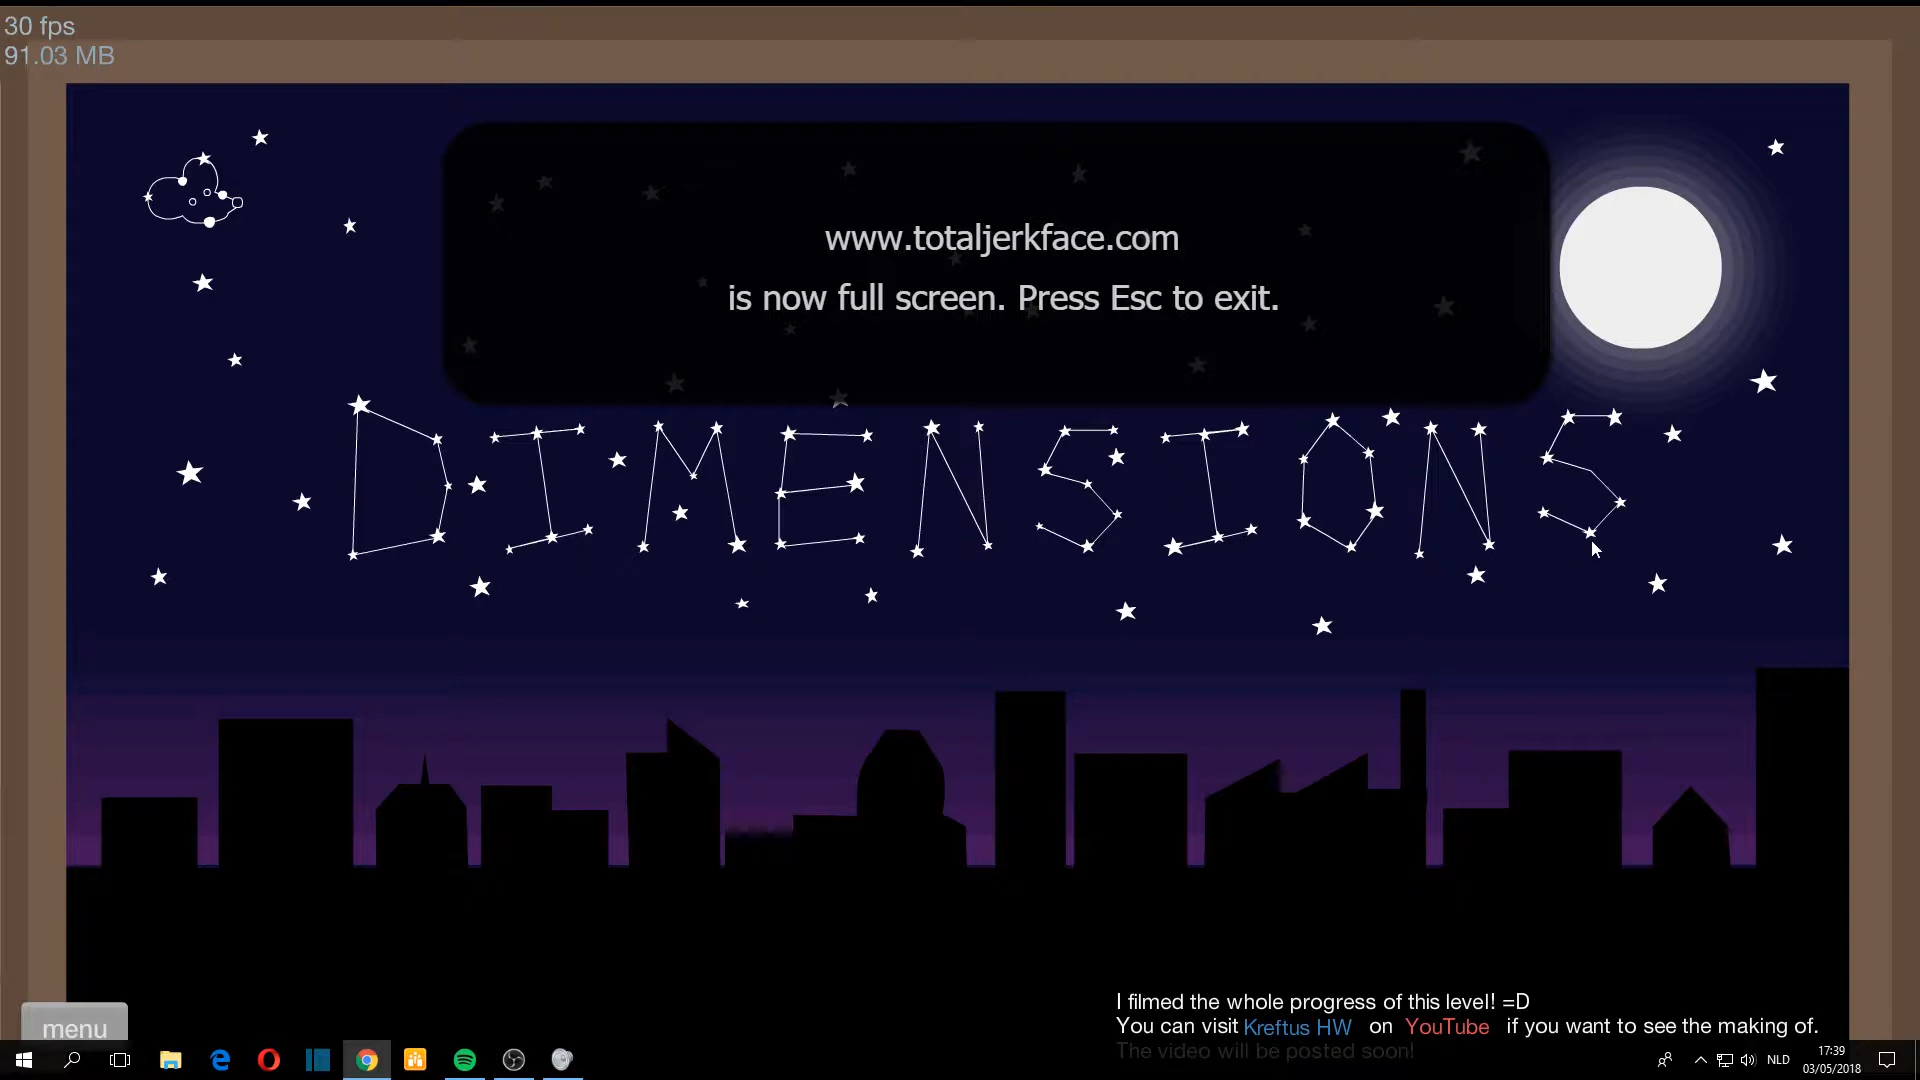 30 fps
91.03 MB
www.totaljerkface.com
is now full screen. Press Esc to exit.
DIMENSIONS
I filmed the whole progress of this level! =D
You can visit Kreftus HW on YouTube if you want to see the making of.
The video will be posted soon!
menu
NLD
17:39
03/05/2018